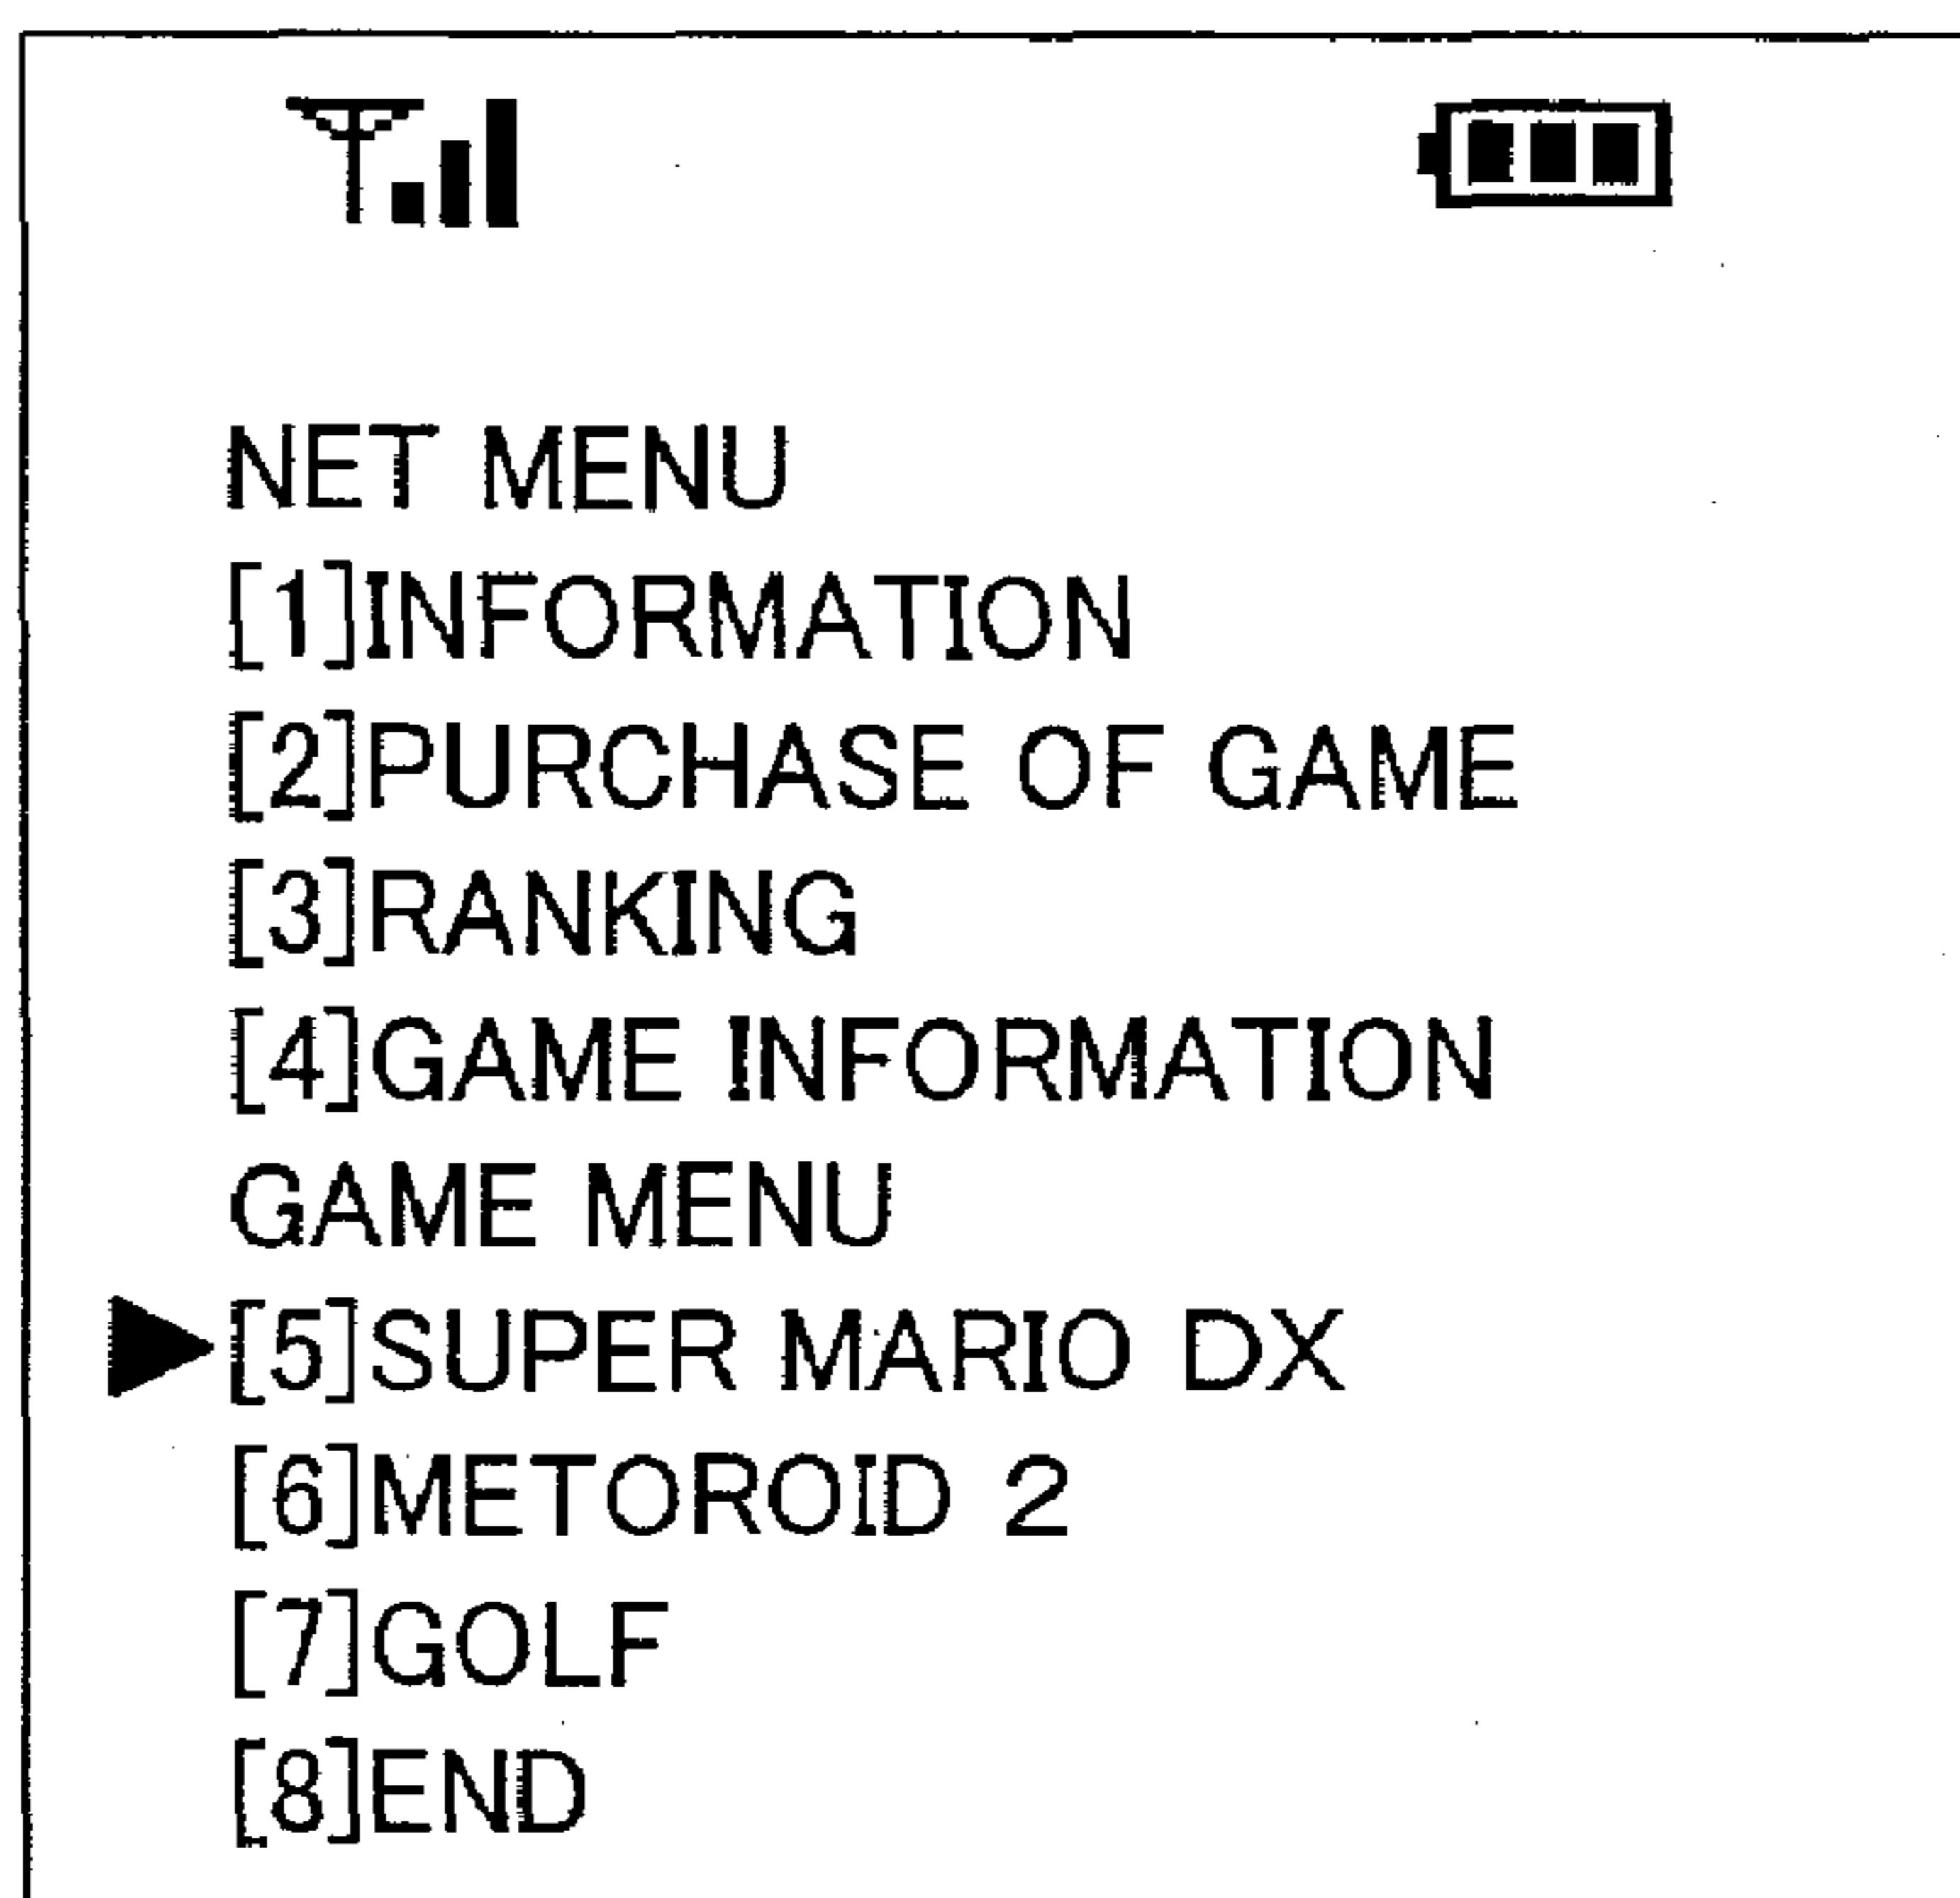 NET MENU
[1]INFORMATION
[2]PURCHASE OF GAME
[3]RANKING
[4]GAME INFORMATION
GAME MENU
[5]SUPER MARIO DX
[6]METOROID 2
[7]GOLF
[8]END